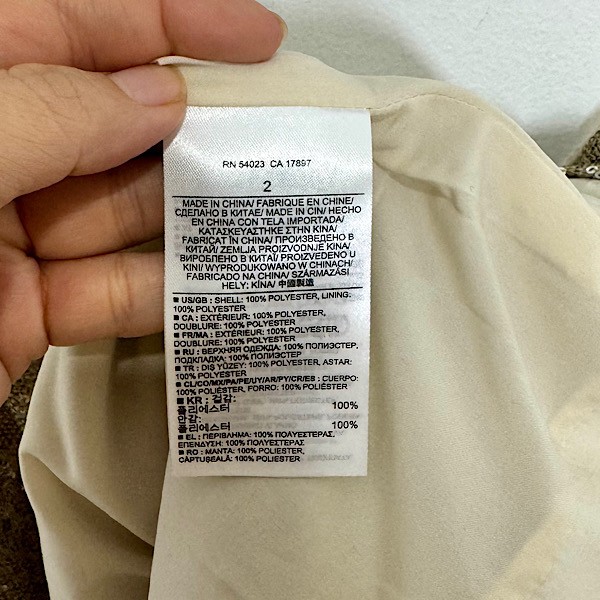 RN 54023 CA 17897
2
MADE IN CHINA/ FABRIQUE EN CHINE/
СДЕЛАНО В КИТАЕ/ MADE IN CIN/ HECHO
EN CHINA CON TELA IMPORTADA/
ΚΑΤΑΣΚΕΥΑΣΤΗΚΕ ΣΤΗΝ ΚΙΝΑ/
FABRICAT ÎN CHINA/ ПРОИЗВЕДЕНО В
КИТАЙ/ ZEMLJA PROIZVODNJE KINA/
ВИРОБЛЕНО В КИТАЇ/ PROIZVEDENO U
KINI/ WYPRODUKOWANO W CHINACH/
FABRICADO NA CHINA/ SZÁRMAZÁSI
HELY: KÍNA/ 中國製造
■ US/GB : SHELL: 100% POLYESTER, LINING:
100% POLYESTER
■ CA : EXTÉRIEUR: 100% POLYESTER,
DOUBLURE: 100% POLYESTER
■ FR/MA : EXTÉRIEUR: 100% POLYESTER,
DOUBLURE: 100% POLYESTER
■ RU : ВЕРХНЯЯ ОДЕЖДА: 100% ПОЛИЭСТЕР,
ПОДКЛАДКА: 100% ПОЛИЭСТЕР
■ TR : DIŞ YÜZEY: 100% POLYESTER, ASTAR:
100% POLYESTER
■ CL/CO/MX/PA/PE/UY/AR/PY/CR/ES : CUERPO:
100% POLIÉSTER, FORRO: 100% POLIÉSTER
■ KR : 겉감:
폴리에스터 100%
안감:
폴리에스터 100%
■ EL : ΠΕΡΙΒΛΗΜΑ: 100% ΠΟΛΥΕΣΤΕΡΑΣ,
ΕΠΕΝΔΥΣΗ: 100% ΠΟΛΥΕΣΤΕΡΑΣ
■ RO : MANTA: 100% POLIESTER,
CĂPTUȘEALĂ: 100% POLIESTER